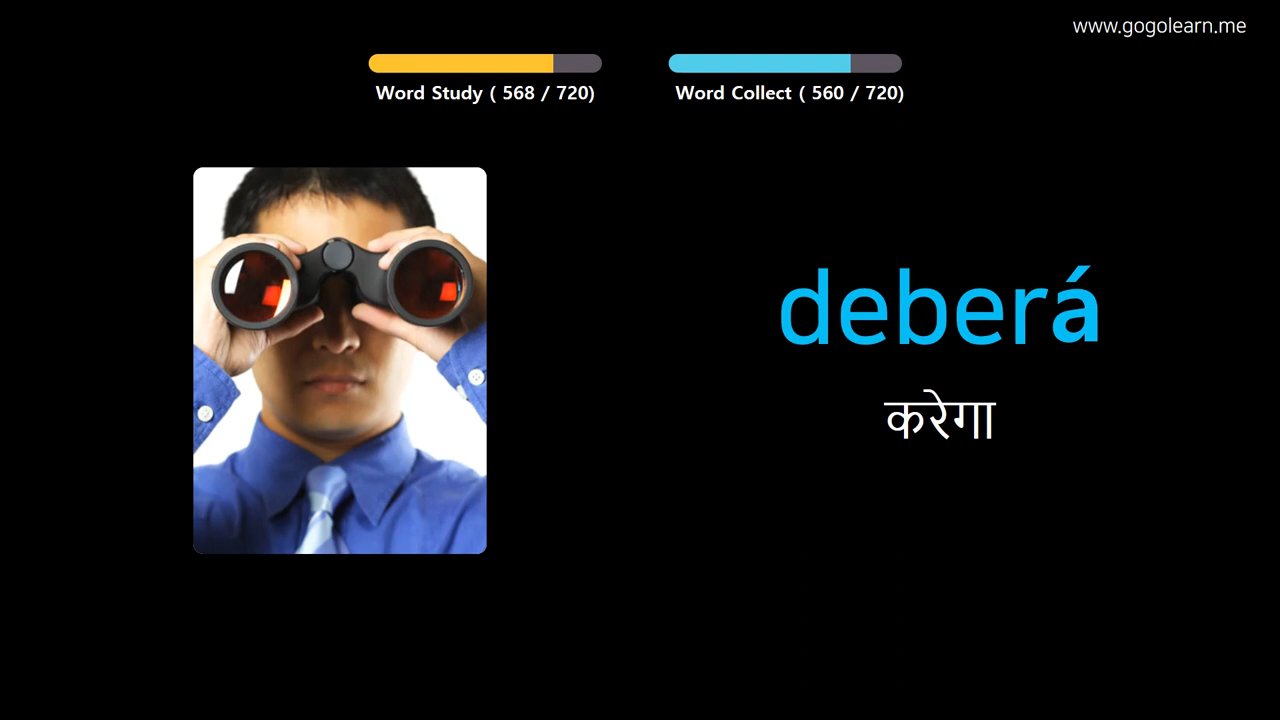 www.gogolearn.me
Word Study ( 568 / 720)
Word Collect ( 560 / 720)
deberá
करेगा